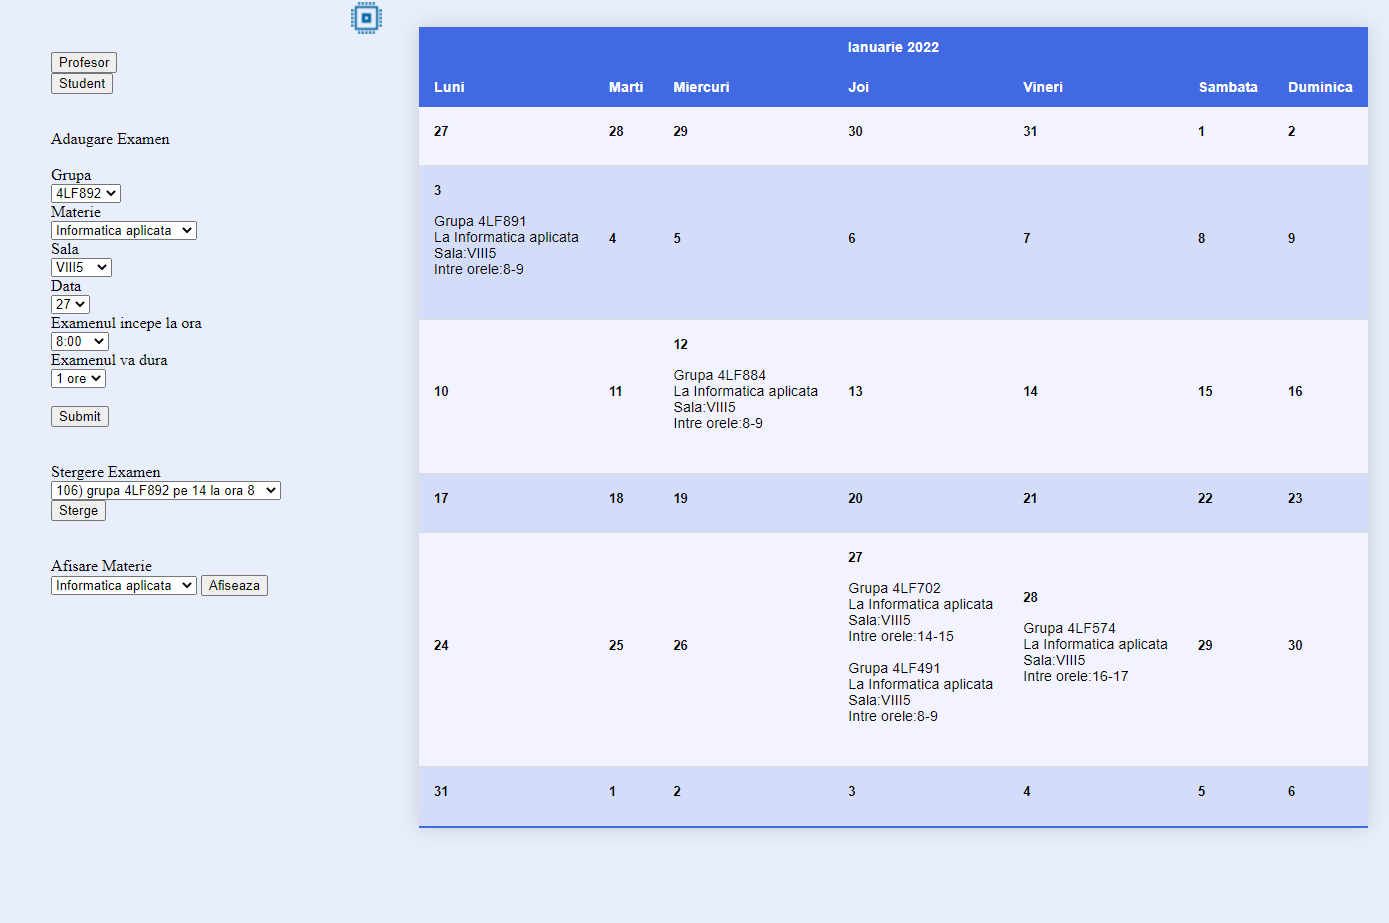 Profesor
Student
Adaugare Examen
Grupa
4LF892
Materie
Informatica aplicata
Sala
VIII5
Data
27
Examenul incepe la ora
8:00
Examenul va dura
1 ore
Submit
Stergere Examen
106) grupa 4LF892 pe 14 la ora 8
Sterge
Afisare Materie
Informatica aplicata Afiseaza
Ianuarie 2022
Luni Marti Miercuri Joi Vineri Sambata Duminica
27 28 29 30 31 1 2
3
Grupa 4LF891
La Informatica aplicata
Sala:VIII5
Intre orele:8-9
4 5 6 7 8 9
10 11
12
Grupa 4LF884
La Informatica aplicata
Sala:VIII5
Intre orele:8-9
13 14 15 16
17 18 19 20 21 22 23
24 25 26
27
Grupa 4LF702
La Informatica aplicata
Sala:VIII5
Intre orele:14-15
Grupa 4LF491
La Informatica aplicata
Sala:VIII5
Intre orele:8-9
28
Grupa 4LF574
La Informatica aplicata
Sala:VIII5
Intre orele:16-17
29 30
31 1 2 3 4 5 6